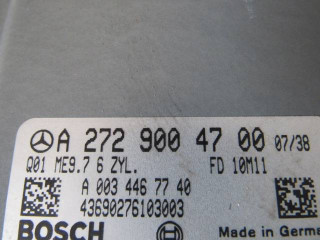 A 272 900 47 00 07/38
Q01 ME9.7 6 ZYL. FD 10M11
A 003 446 77 40
43690276103003
BOSCH Made in Germany